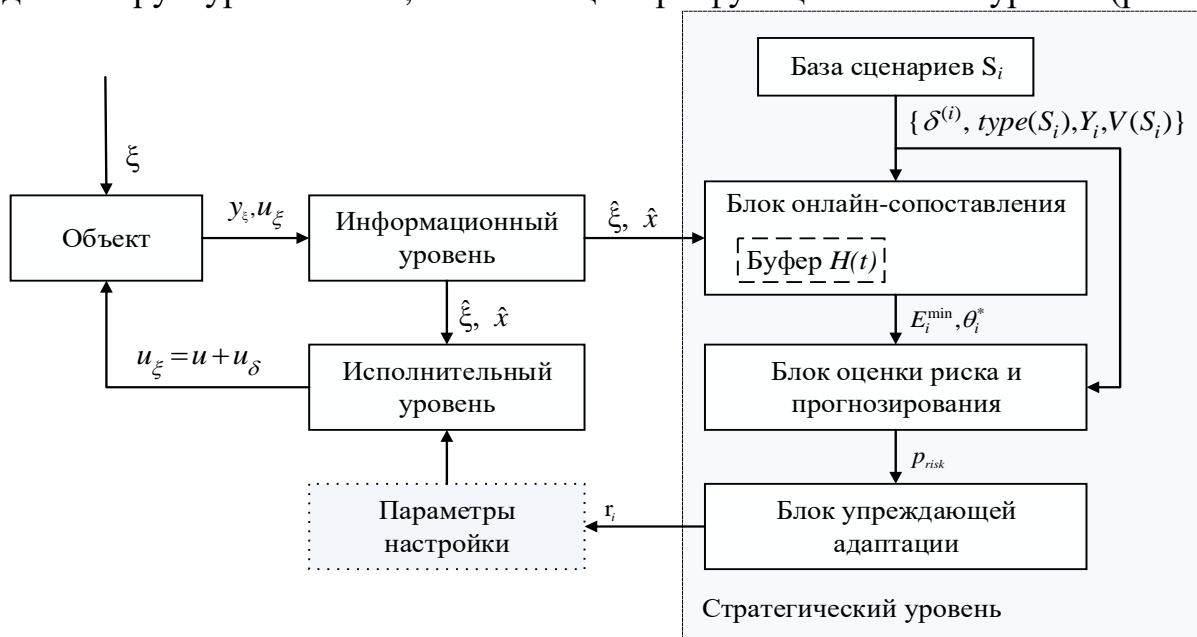 База сценариев S_i
{δ^(i), type(S_i),Y_i,V(S_i)}
ξ
Объект
y_ξ,u_ξ
Информационный
уровень
ξ̂, x̂
Блок онлайн-сопоставления
Буфер H(t)
ξ̂, x̂
E_i^min,θ_i^*
u_ξ=u+u_δ
Исполнительный
уровень
Блок оценки риска и
прогнозирования
p_risk
Параметры
настройки
r_i
Блок упреждающей
адаптации
Стратегический уровень